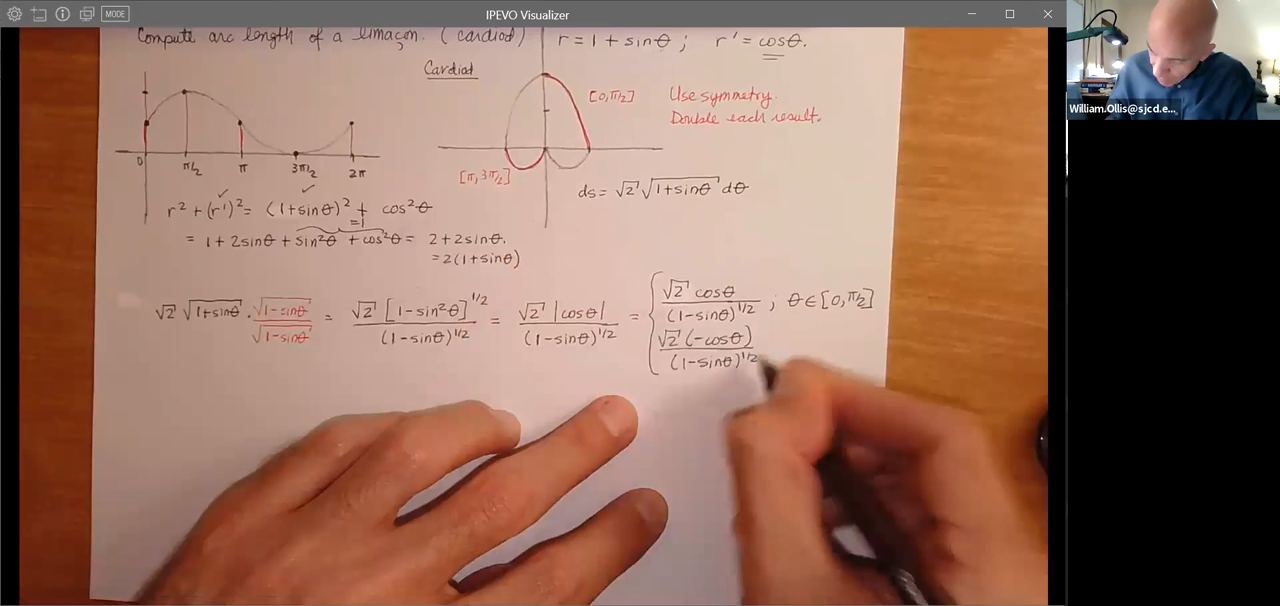 IPEVO Visualizer
MODE
Compute arc length of a limaçon. (cardiod) r = 1 + sinθ ; r' = cosθ.
Cardiod
[0, π/2]
Use symmetry.
Double each result.
0 π/2 π 3π/2 2π
[π, 3π/2]
ds = √2 √(1+sinθ) dθ
r² + (r')² = (1+sinθ)² + cos²θ
=1
= 1 + 2sinθ + sin²θ + cos²θ = 2 + 2sinθ.
= 2(1+sinθ)
√2 √(1+sinθ) · √(1-sinθ)/√(1-sinθ) = √2 [1-sin²θ]^1/2 / (1-sinθ)^1/2 = √2 |cosθ| / (1-sinθ)^1/2 = { √2 cosθ / (1-sinθ)^1/2 ; θ∈[0, π/2]
√2 (-cosθ) / (1-sinθ)^1/2
William.Ollis@sjcd.e...